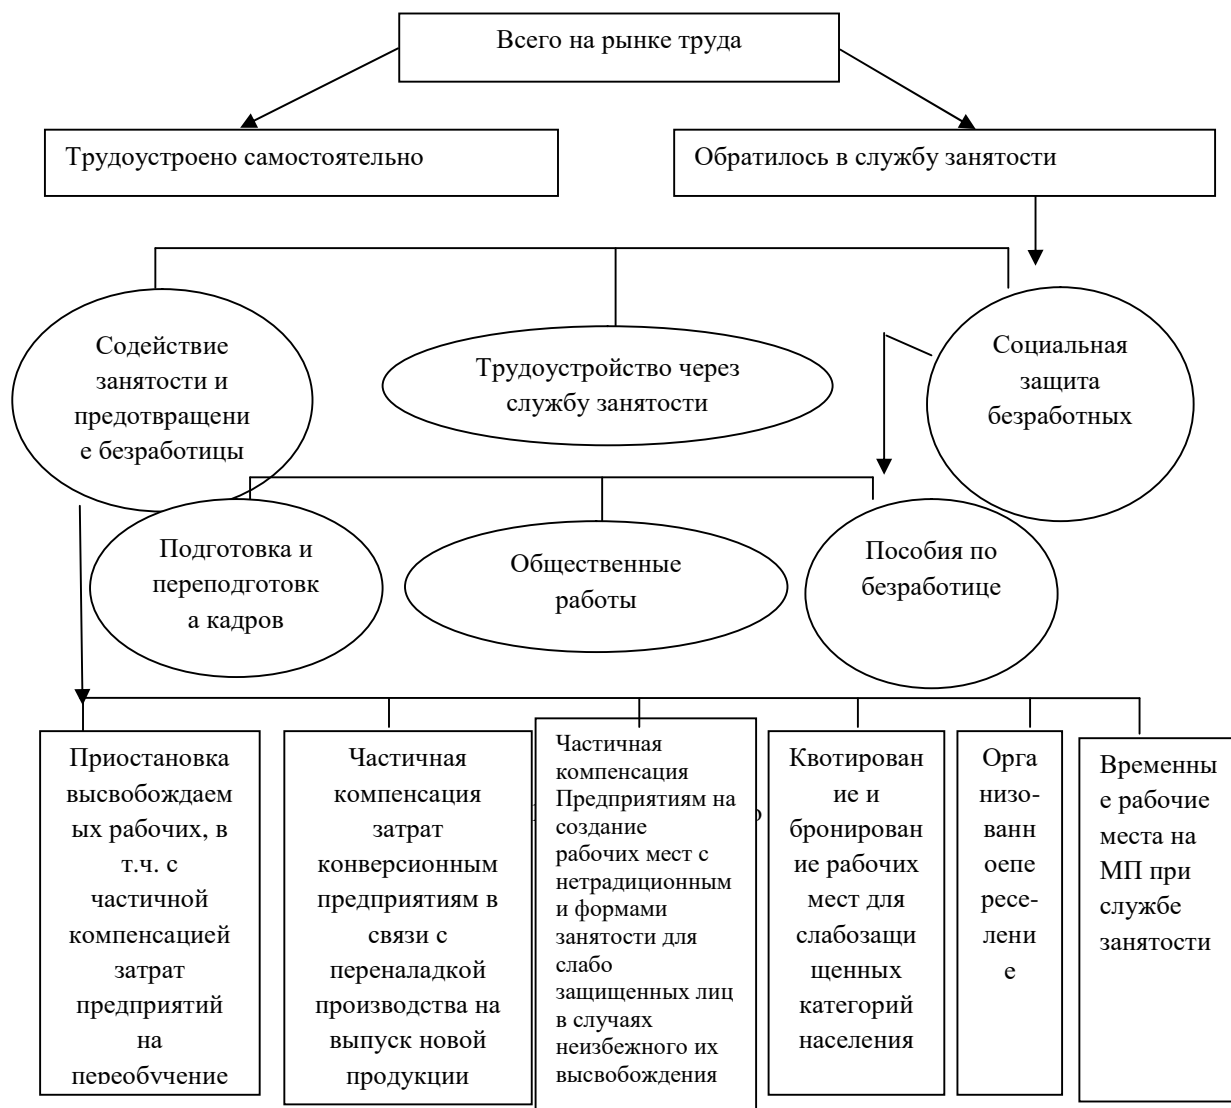 Всего на рынке труда
Трудоустроено самостоятельно
Обратилось в службу занятости
Содействие
занятости и
предотвращени
е безработицы
Трудоустройство через
службу занятости
Социальная
защита
безработных
Подготовка и
переподготовк
а кадров
Общественные
работы
Пособия по
безработице
Приостановка
высвобождаем
ых рабочих, в
т.ч. с
частичной
компенсацией
затрат
предприятий
на
переобучение
Частичная
компенсация
затрат
конверсионным
предприятиям в
связи с
переналадкой
производства на
выпуск новой
продукции
Частичная
компенсация
Предприятиям на
создание
рабочих мест с
нетрадиционным
и формами
занятости для
слабо
защищенных лиц
в случаях
неизбежного их
высвобождения
Квотирован
ие и
бронирован
ие рабочих
мест для
слабозащи
щенных
категорий
населения
Орга
низо-
ванн
оепе
ресе-
лени
е
Временны
е рабочие
места на
МП при
службе
занятости